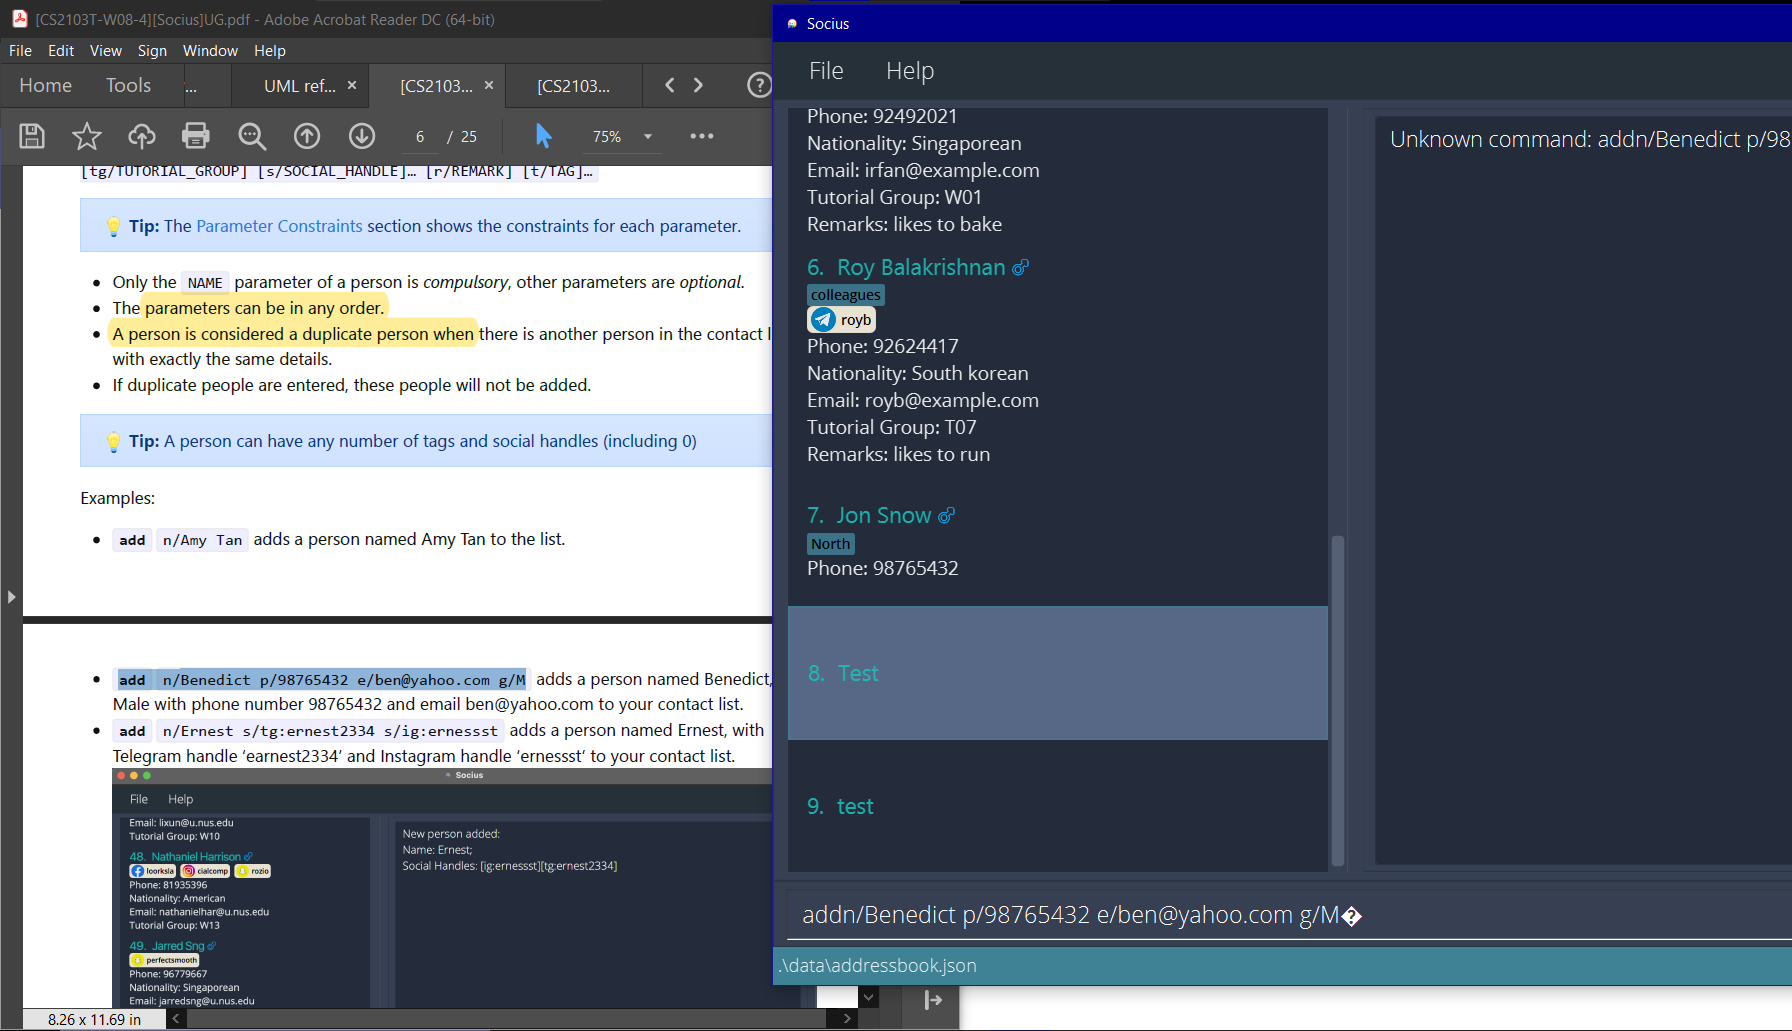 [CS2103T-W08-4][Socius]UG.pdf - Adobe Acrobat Reader DC (64-bit)
File Edit View Sign Window Help
Home Tools ... UML ref... × [CS2103... × [CS2103...
6 / 25 75%
[tg/TUTORIAL_GROUP] [s/SOCIAL_HANDLE]… [r/REMARK] [t/TAG]…
Tip: The Parameter Constraints section shows the constraints for each parameter.
Only the NAME parameter of a person is compulsory, other parameters are optional.
The parameters can be in any order.
A person is considered a duplicate person when there is another person in the contact l
with exactly the same details.
If duplicate people are entered, these people will not be added.
Tip: A person can have any number of tags and social handles (including 0)
Examples:
add n/Amy Tan adds a person named Amy Tan to the list.
add n/Benedict p/98765432 e/ben@yahoo.com g/M adds a person named Benedict,
Male with phone number 98765432 and email ben@yahoo.com to your contact list.
add n/Ernest s/tg:ernest2334 s/ig:ernessst adds a person named Ernest, with
Telegram handle ‘earnest2334’ and Instagram handle ‘ernessst’ to your contact list.
Socius
File Help
Email: lixun@u.nus.edu
Tutorial Group: W10
48. Nathaniel Harrison
loorksla cialcomp rozio
Phone: 81935396
Nationality: American
Email: nathanielhar@u.nus.edu
Tutorial Group: W13
49. Jarred Sng
perfectsmooth
Phone: 96779667
Nationality: Singaporean
Email: jarredsng@u.nus.edu
New person added:
Name: Ernest;
Social Handles: [ig:ernessst][tg:ernest2334]
8.26 x 11.69 in
Socius
File Help
Phone: 92492021
Nationality: Singaporean
Email: irfan@example.com
Tutorial Group: W01
Remarks: likes to bake
6. Roy Balakrishnan
colleagues
royb
Phone: 92624417
Nationality: South korean
Email: royb@example.com
Tutorial Group: T07
Remarks: likes to run
7. Jon Snow
North
Phone: 98765432
8. Test
9. test
Unknown command: addn/Benedict p/98
addn/Benedict p/98765432 e/ben@yahoo.com g/M�
.\data\addressbook.json